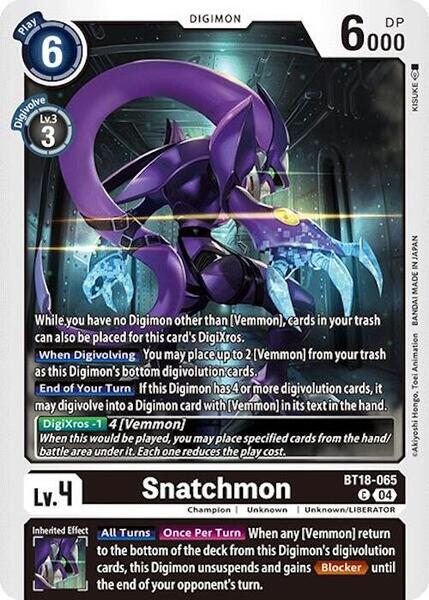 DIGIMON
Play
6
DP
6000
Digivolve
Lv.3
3
KISUKE
©Akiyoshi Hongo, Toei Animation BANDAI MADE IN JAPAN
While you have no Digimon other than [Vemmon], cards in your trash
can also be placed for this card's DigiXros.
When Digivolving You may place up to 2 [Vemmon] from your trash
as this Digimon's bottom digivolution cards.
End of Your Turn If this Digimon has 4 or more digivolution cards, it
may digivolve into a Digimon card with [Vemmon] in its text in the hand.
DigiXros -1 4 [Vemmon]
When this would be played, you may place specified cards from the hand/
battle area under it. Each one reduces the play cost.
BT18-065
Lv.4
Snatchmon
C 04
Champion | Unknown | Unknown/LIBERATOR
Inherited Effect
All Turns Once Per Turn When any [Vemmon] return
to the bottom of the deck from this Digimon's digivolution
cards, this Digimon unsuspends and gains Blocker until
the end of your opponent's turn.